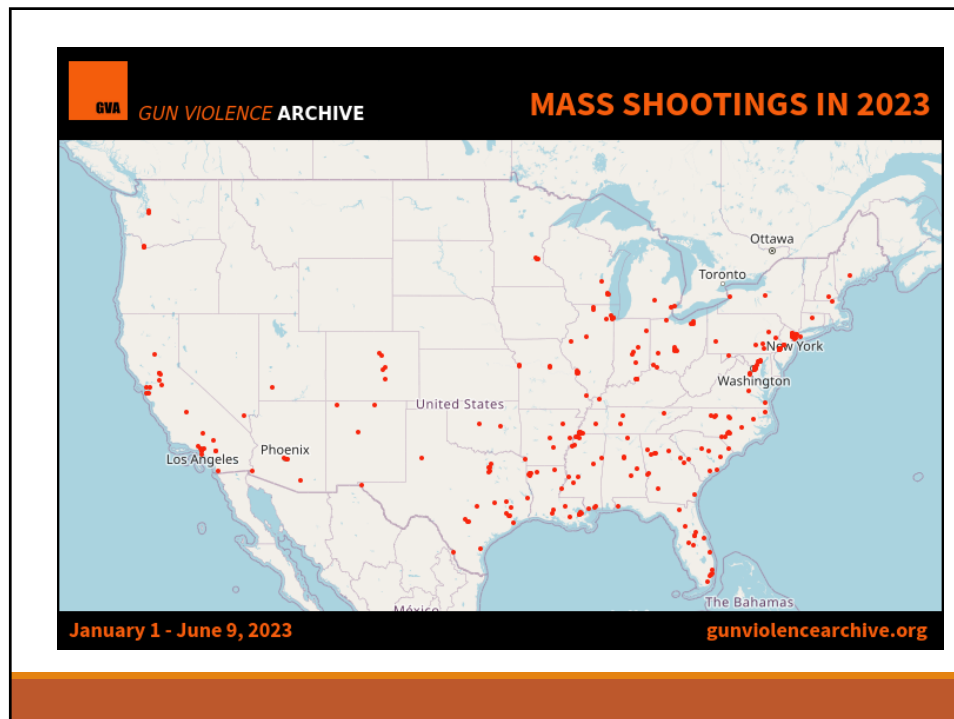 GVA
GUN VIOLENCE ARCHIVE
MASS SHOOTINGS IN 2023
Ottawa
Toronto
New York
Washington
United States
Phoenix
Los Angeles
The Bahamas
México
January 1 - June 9, 2023
gunviolencearchive.org